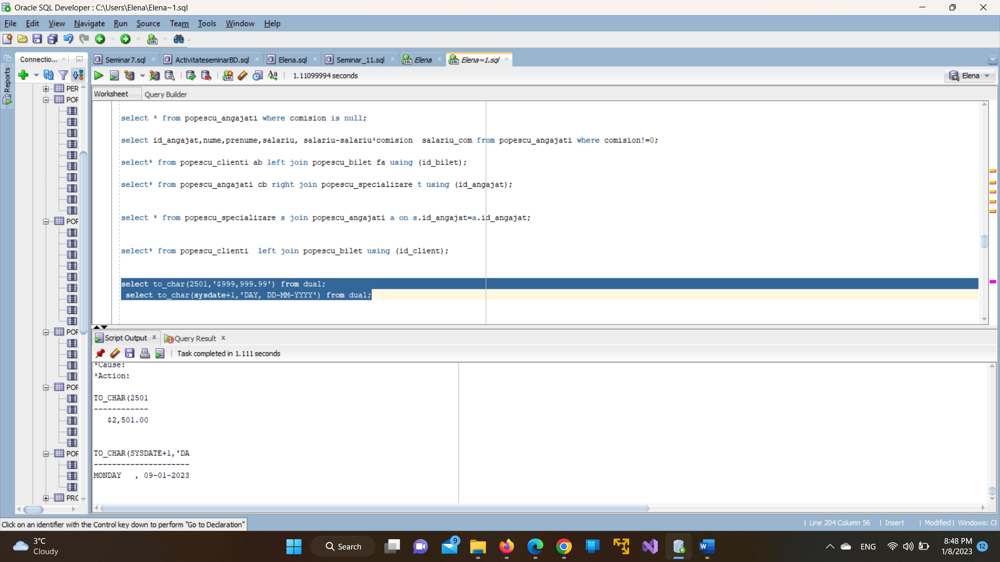 Oracle SQL Developer : C:\Users\Elena\Elena~1.sql
File Edit View Navigate Run Source Team Tools Window Help
Connectio... Seminar7.sql ActivitateseminarBD.sql Elena.sql Seminar_11.sql Elena Elena~1.sql
Reports
1.11099994 seconds Elena
Worksheet Query Builder
PER
POP
POP
POP
POP
POP
PRO
select * from popescu_angajati where comision is null;
select id_angajat,nume,prenume,salariu, salariu-salariu*comision  salariu_com from popescu_angajati where comision!=0;
select* from popescu_clienti ab left join popescu_bilet fa using (id_bilet);
select* from popescu_angajati cb right join popescu_specializare t using (id_angajat);
select * from popescu_specializare s join popescu_angajati a on s.id_angajat=a.id_angajat;
select* from popescu_clienti  left join popescu_bilet using (id_client);
select to_char(2501,'$999,999.99') from dual;
select to_char(sysdate+1,'DAY, DD-MM-YYYY') from dual;
Script Output Query Result
Task completed in 1.111 seconds
*Cause:
*Action:
TO_CHAR(2501
------------
$2,501.00
TO_CHAR(SYSDATE+1,'DA
---------------------
MONDAY   , 09-01-2023
Click on an identifier with the Control key down to perform "Go to Declaration"
Line 204 Column 56 Insert Modified Windows: CF
3°C
Cloudy
Search
9
ENG
8:48 PM
1/8/2023
12